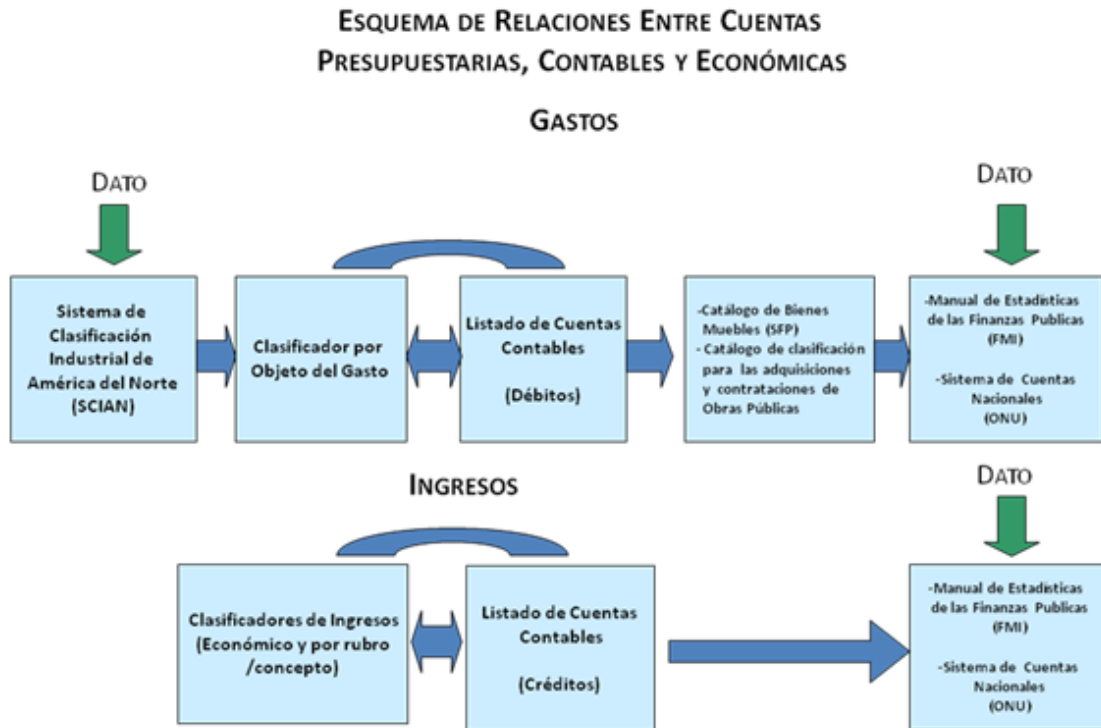 Esquema de Relaciones Entre Cuentas
Presupuestarias, Contables y Económicas
Gastos
Dato
Dato
Sistema de
Clasificación
Industrial de
América del Norte
(SCIAN)
Clasificador por
Objeto del Gasto
Listado de Cuentas
Contables
(Débitos)
-Catálogo de Bienes
Muebles (SFP)
- Catálogo de clasificación
para las adquisiciones
y contrataciones de
Obras Públicas
-Manual de Estadísticas
de las Finanzas Publicas
(FMI)
-Sistema de Cuentas
Nacionales
(ONU)
Ingresos
Dato
Clasificadores de Ingresos
(Económico y por rubro
/concepto)
Listado de Cuentas
Contables
(Créditos)
-Manual de Estadísticas
de las Finanzas Publicas
(FMI)
-Sistema de Cuentas
Nacionales
(ONU)